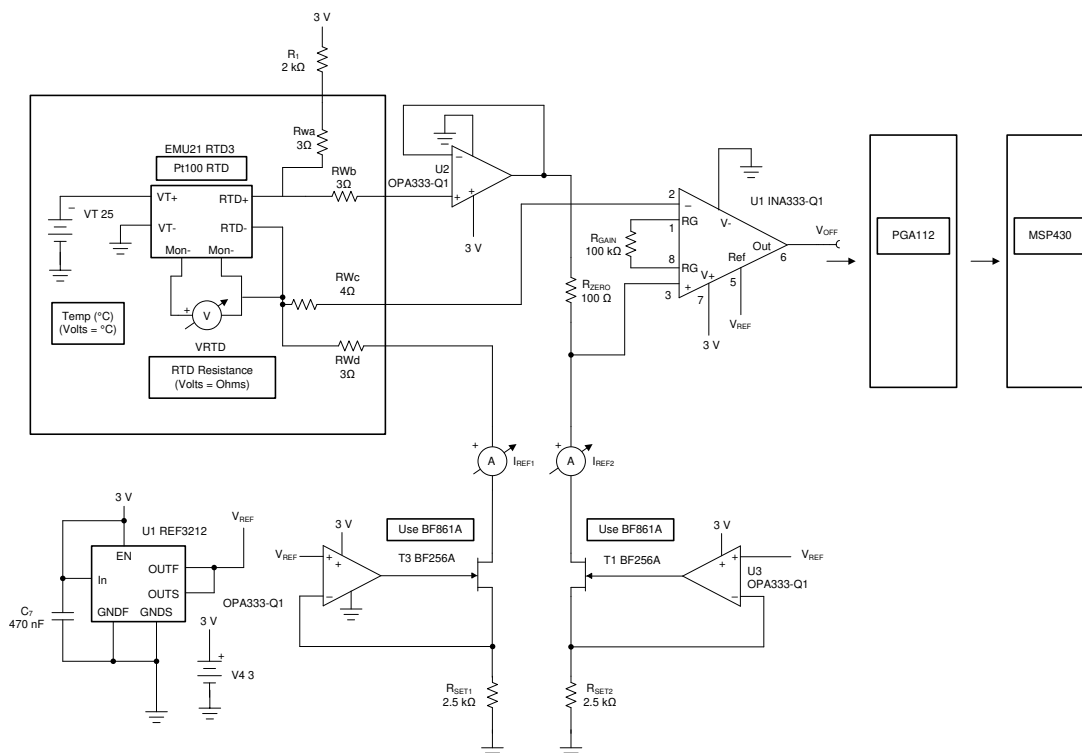 3 V
R1
2 kΩ
Rwa
3Ω
EMU21 RTD3
Pt100 RTD
VT+
RTD+
VT-
RTD-
Mon-
Mon-
VT 25
−
RWb
3Ω
U2
OPA333-Q1
−
+
+
3 V
RWc
4Ω
+
V
VRTD
RTD Resistance
(Volts = Ohms)
Temp (°C)
(Volts = °C)
RWd
3Ω
RZERO
100 Ω
RGAIN
100 kΩ
2
−
1
RG
8
RG
3
+
V+
7
3 V
V-
U1 INA333-Q1
Out
6
Ref
5
VREF
VOFF
PGA112
MSP430
+
A
IREF1
+
A
IREF2
3 V
U1 REF3212
VREF
EN
In
OUTF
OUTS
GNDF
GNDS
C7
470 nF
3 V
+
V4 3
OPA333-Q1
VREF
3 V
+
+
−
Use BF861A
T3 BF256A
Use BF861A
T1 BF256A
3 V
+
+
−
VREF
U3
OPA333-Q1
RSET1
2.5 kΩ
RSET2
2.5 kΩ